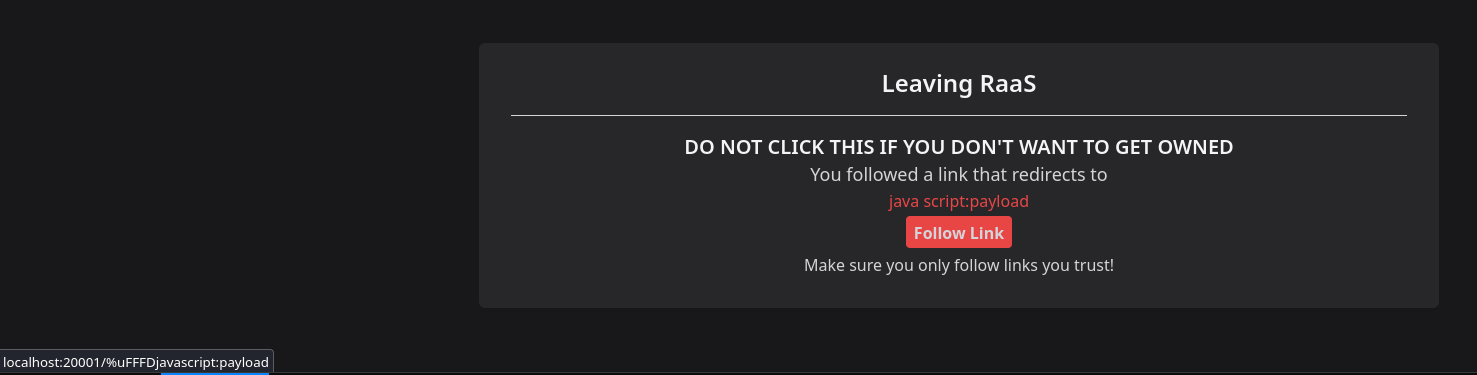 Leaving RaaS
DO NOT CLICK THIS IF YOU DON'T WANT TO GET OWNED
You followed a link that redirects to
java script:payload
Follow Link
Make sure you only follow links you trust!
localhost:20001/%uFFFDjavascript:payload